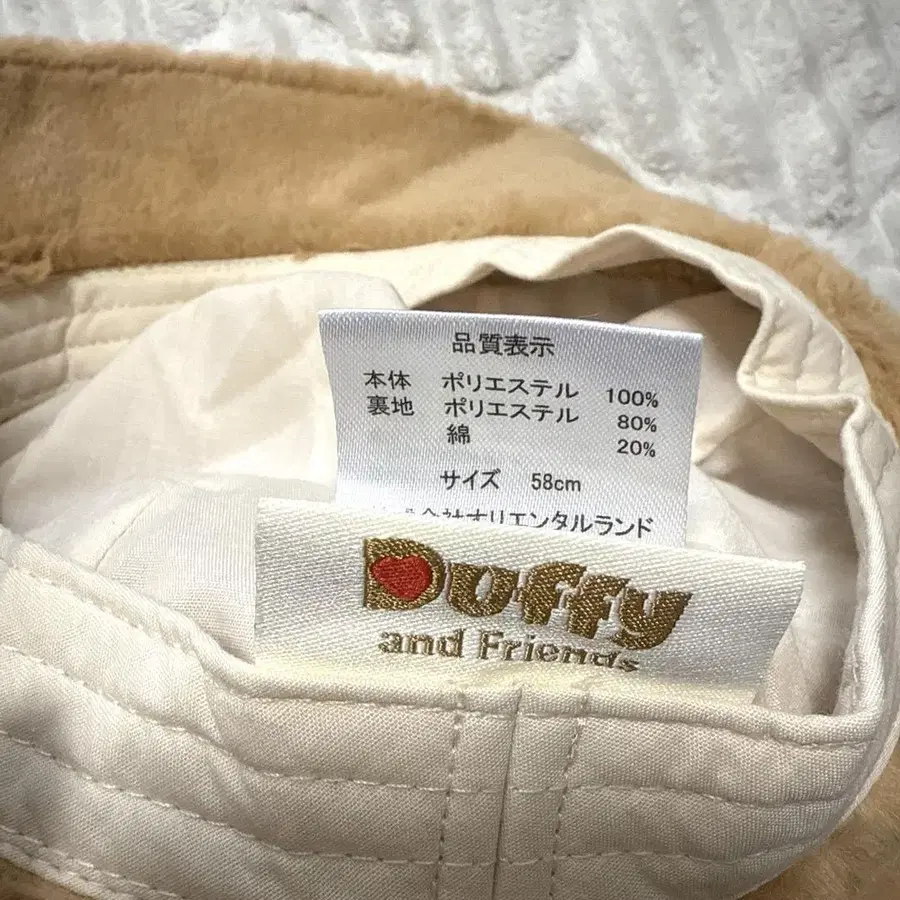 品質表示
本体 ポリエステル 100%
裏地 ポリエステル 80%
綿 20%
サイズ 58cm
会社オリエンタルランド
Duffy
and Friends